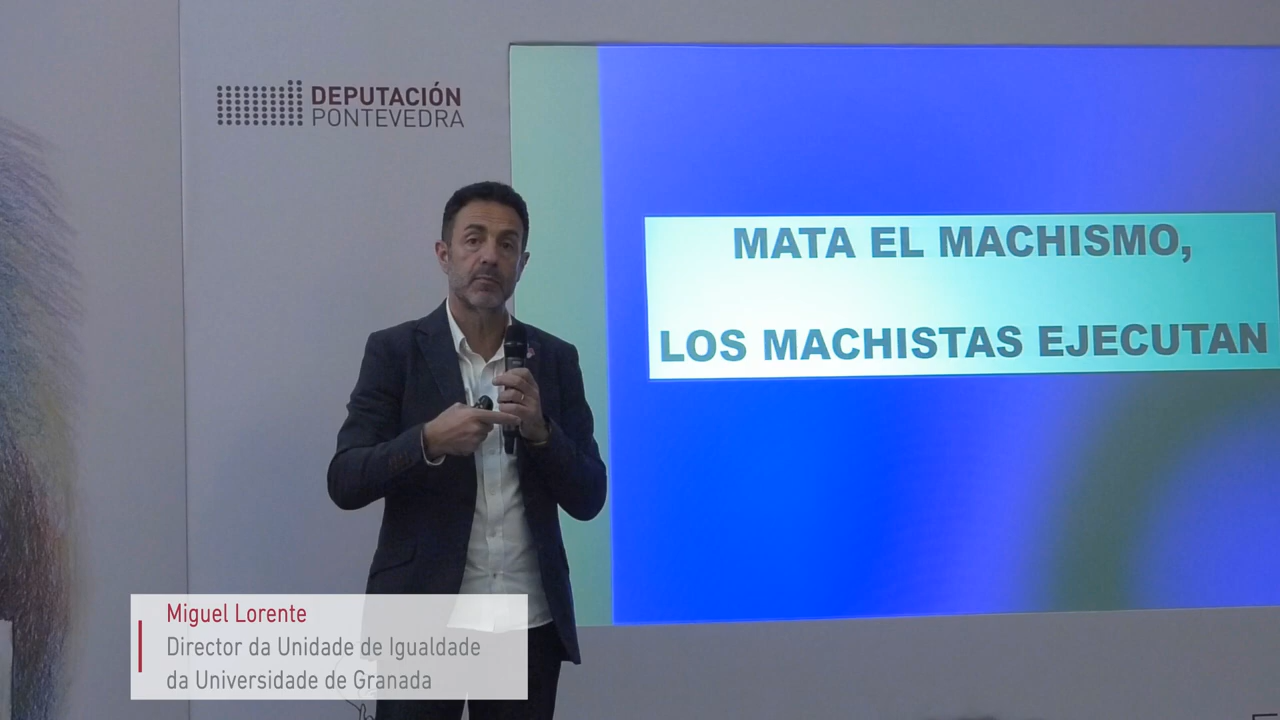 DEPUTACIÓN
PONTEVEDRA
MATA EL MACHISMO,
LOS MACHISTAS EJECUTAN
Miguel Lorente
Director da Unidade de Igualdade
da Universidade de Granada